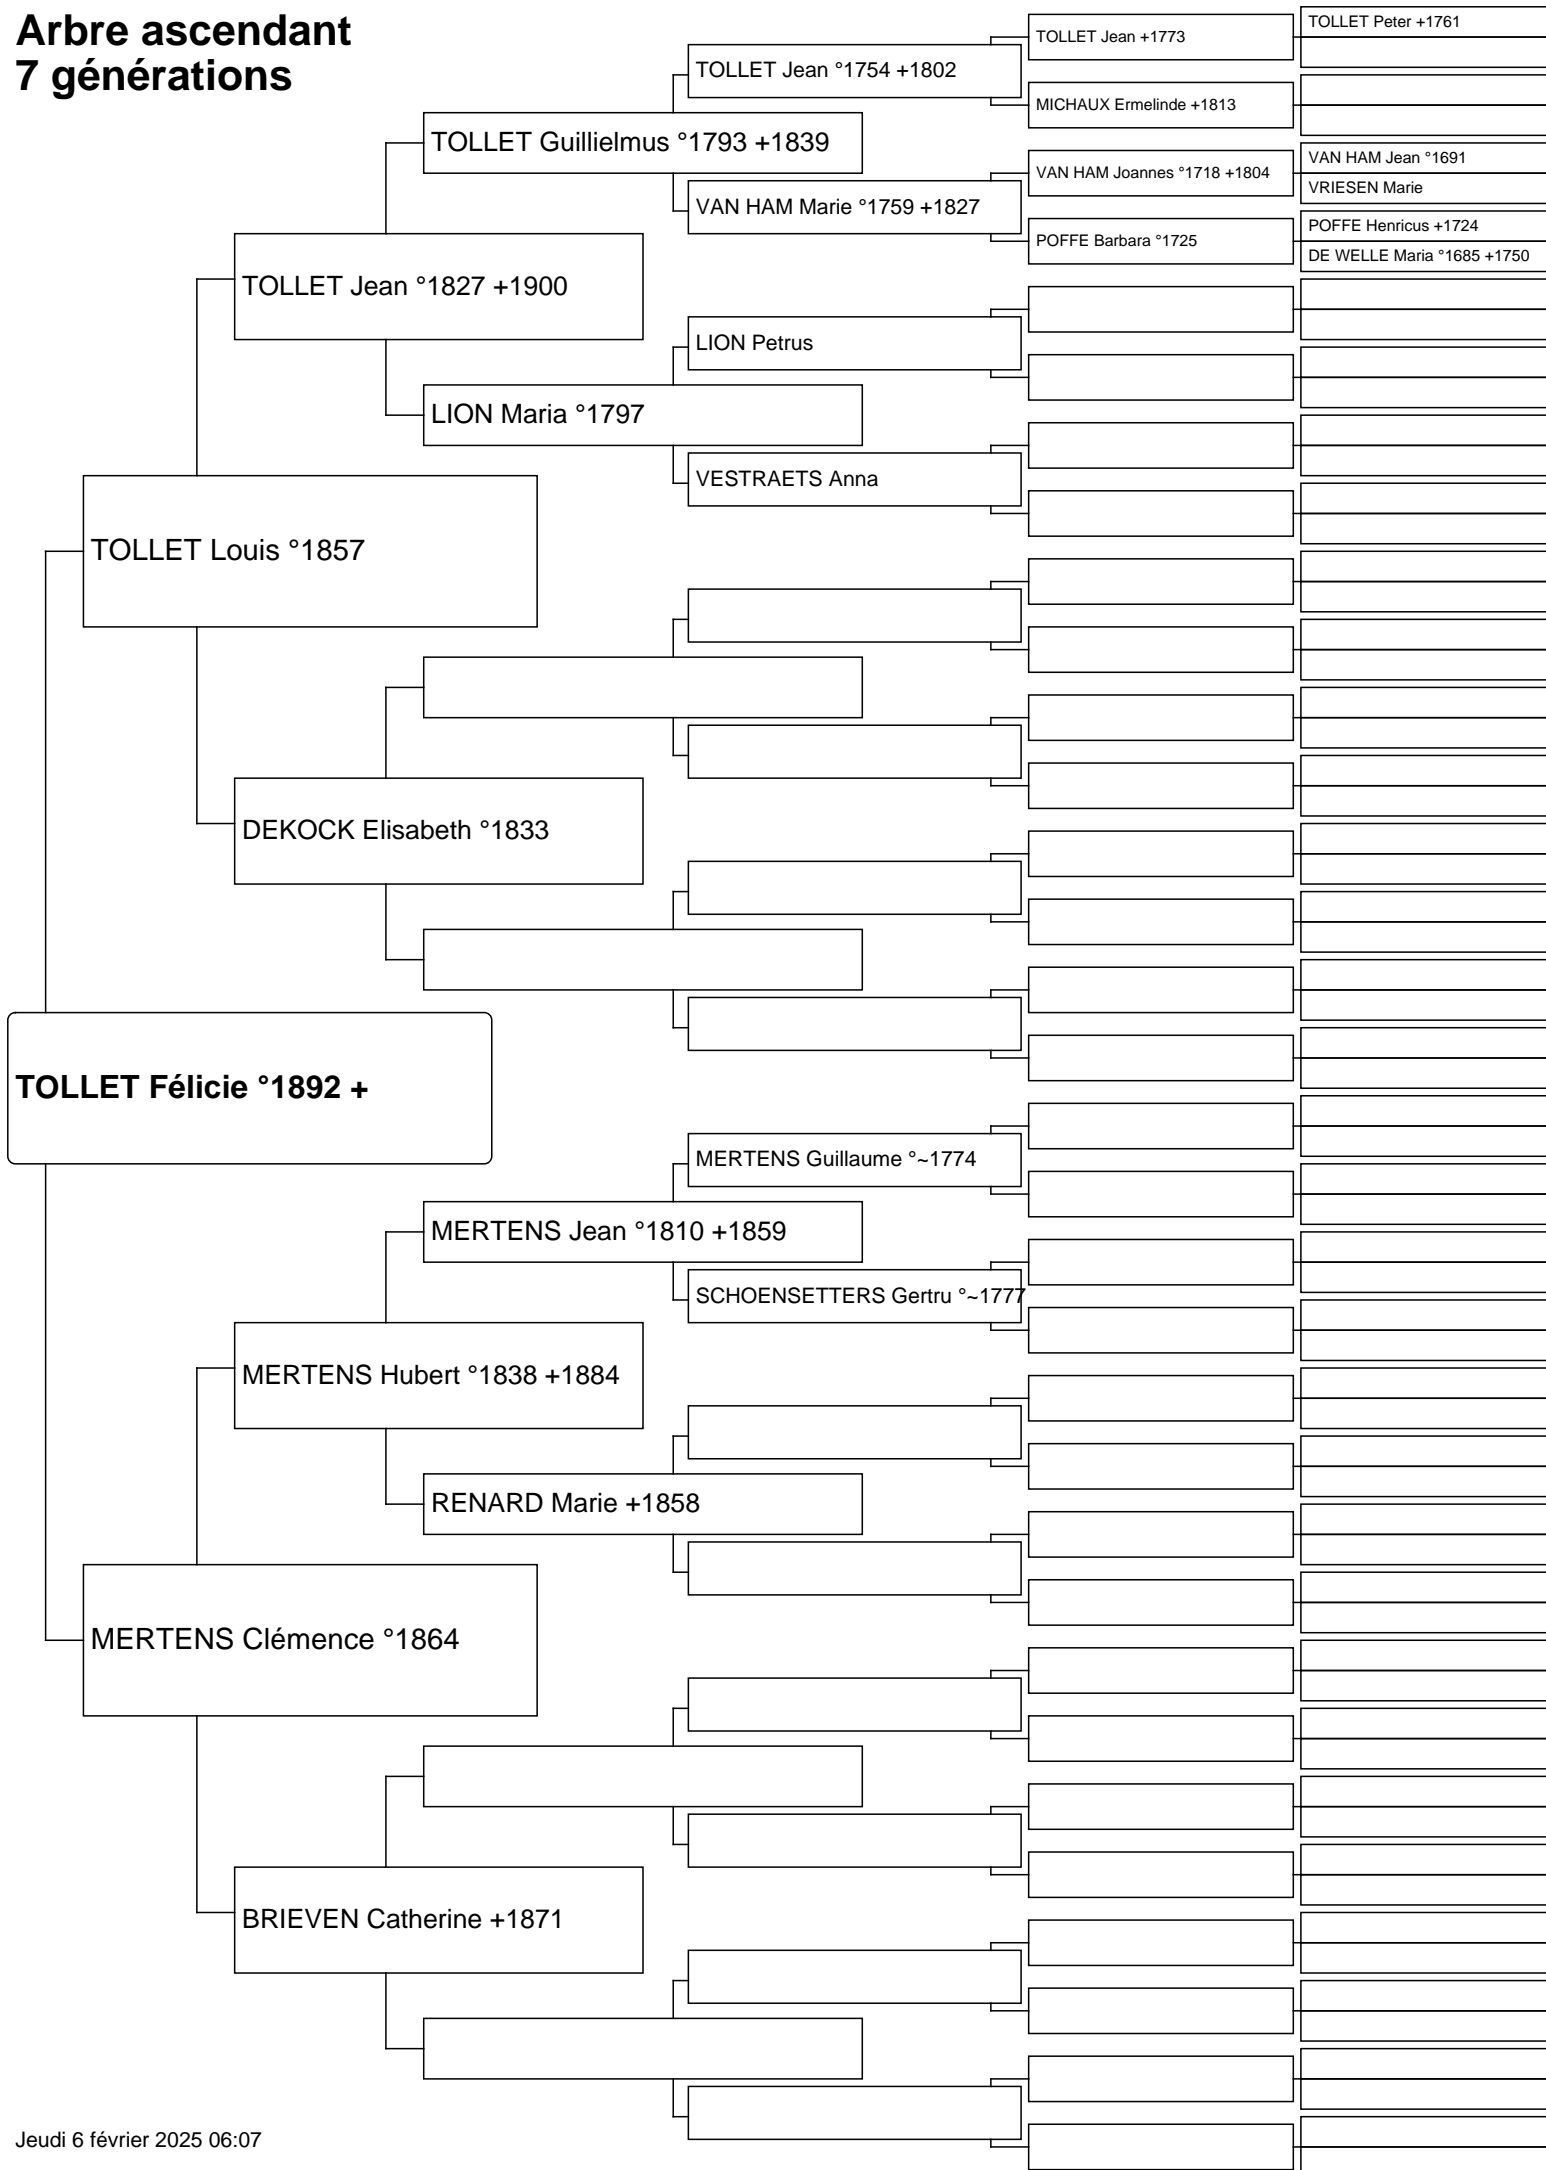 Arbre ascendant
7 générations
TOLLET Peter +1761
TOLLET Jean +1773
TOLLET Jean °1754 +1802
MICHAUX Ermelinde +1813
TOLLET Guillielmus °1793 +1839
VAN HAM Jean °1691
VAN HAM Joannes °1718 +1804
VRIESEN Marie
VAN HAM Marie °1759 +1827
POFFE Henricus +1724
POFFE Barbara °1725
DE WELLE Maria °1685 +1750
TOLLET Jean °1827 +1900
LION Petrus
LION Maria °1797
VESTRAETS Anna
TOLLET Louis °1857
DEKOCK Elisabeth °1833
TOLLET Félicie °1892 +
MERTENS Guillaume °~1774
MERTENS Jean °1810 +1859
SCHOENSETTERS Gertru °~1777
MERTENS Hubert °1838 +1884
RENARD Marie +1858
MERTENS Clémence °1864
BRIEVEN Catherine +1871
Jeudi 6 février 2025 06:07